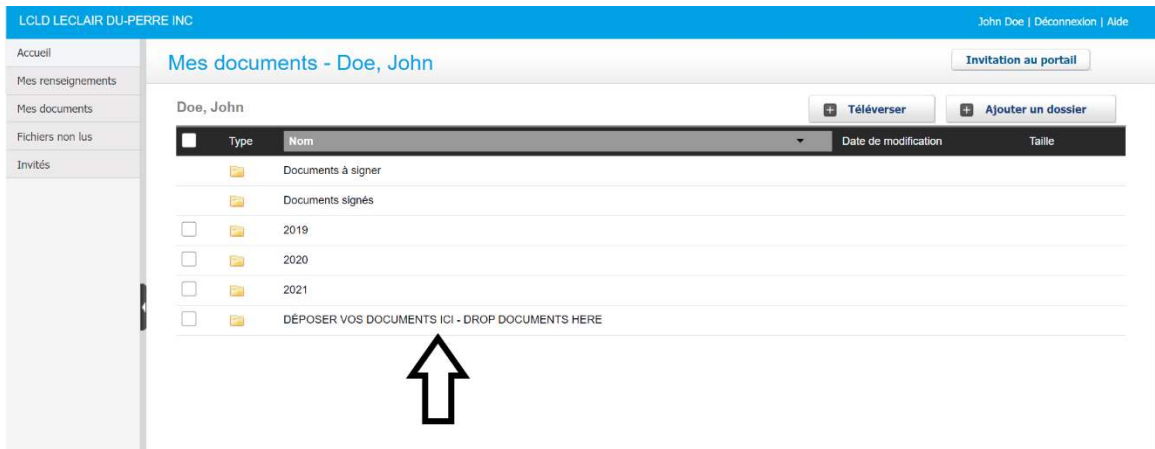 LCLD LECLAIR DU-PERRE INC
John Doe | Déconnexion | Aide
Accueil
Mes renseignements
Mes documents
Fichiers non lus
Invités
Mes documents - Doe, John
Invitation au portail
Doe, John
Téléverser
Ajouter un dossier
Type Nom Date de modification Taille
Documents à signer
Documents signés
2019
2020
2021
DÉPOSER VOS DOCUMENTS ICI - DROP DOCUMENTS HERE